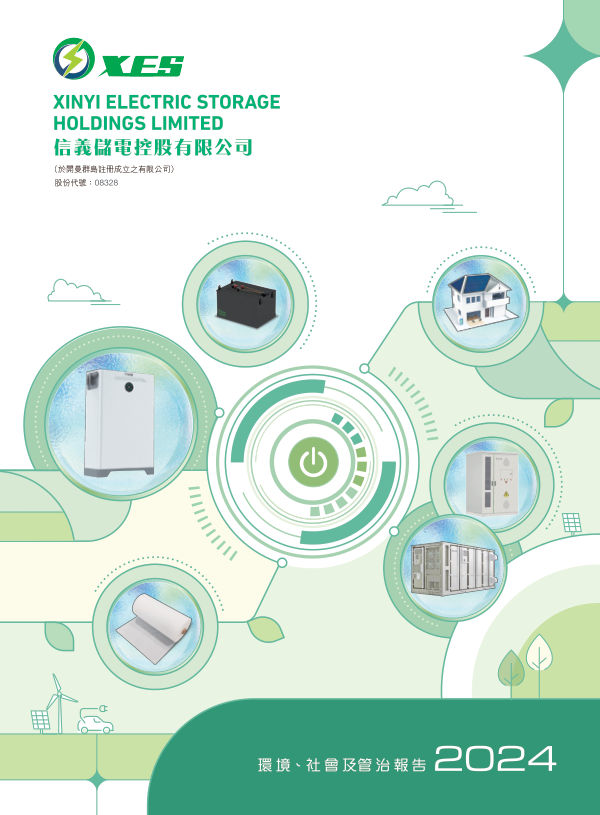 XES
XINYI ELECTRIC STORAGE
HOLDINGS LIMITED
信義儲電控股有限公司
（於開曼群島註冊成立之有限公司）
股份代號：08328
環境、社會及管治報告 2024